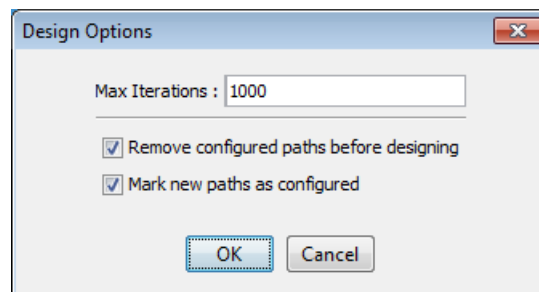 Design Options
Max Iterations : 1000
Remove configured paths before designing
Mark new paths as configured
OK Cancel